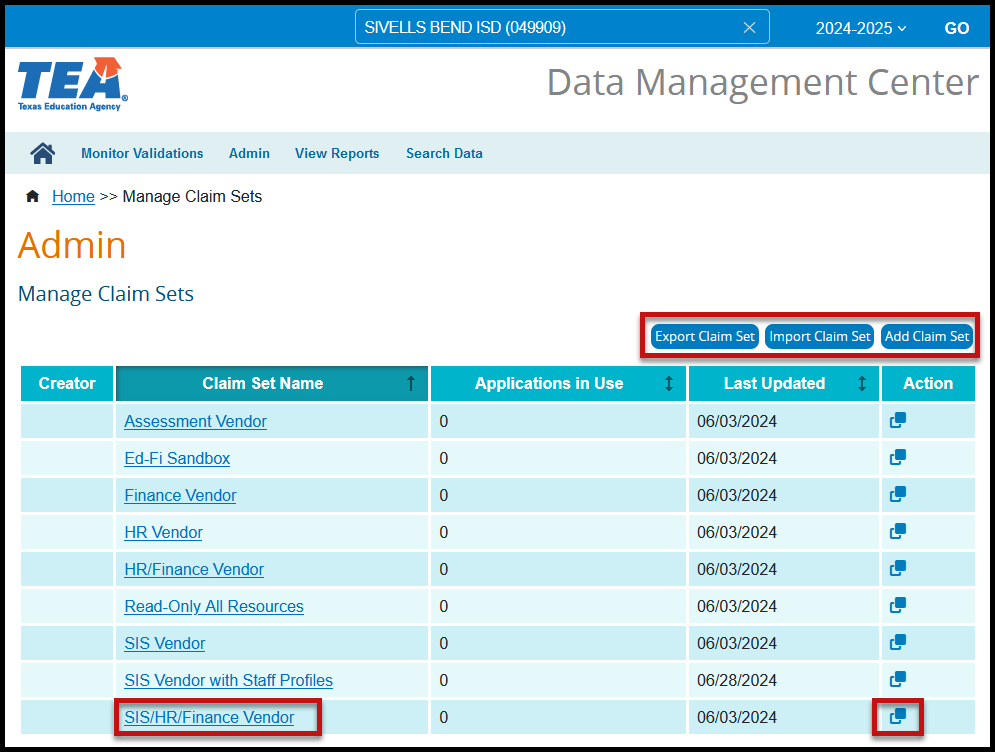 SIVELLS BEND ISD (049909) 2024-2025 GO
TEA Data Management Center
Texas Education Agency
Monitor Validations Admin View Reports Search Data
Home >> Manage Claim Sets
Admin
Manage Claim Sets
Export Claim Set Import Claim Set Add Claim Set
Creator Claim Set Name ↑ Applications in Use ↕ Last Updated ↕ Action
Assessment Vendor 0 06/03/2024
Ed-Fi Sandbox 0 06/03/2024
Finance Vendor 0 06/03/2024
HR Vendor 0 06/03/2024
HR/Finance Vendor 0 06/03/2024
Read-Only All Resources 0 06/03/2024
SIS Vendor 0 06/03/2024
SIS Vendor with Staff Profiles 0 06/28/2024
SIS/HR/Finance Vendor 0 06/03/2024